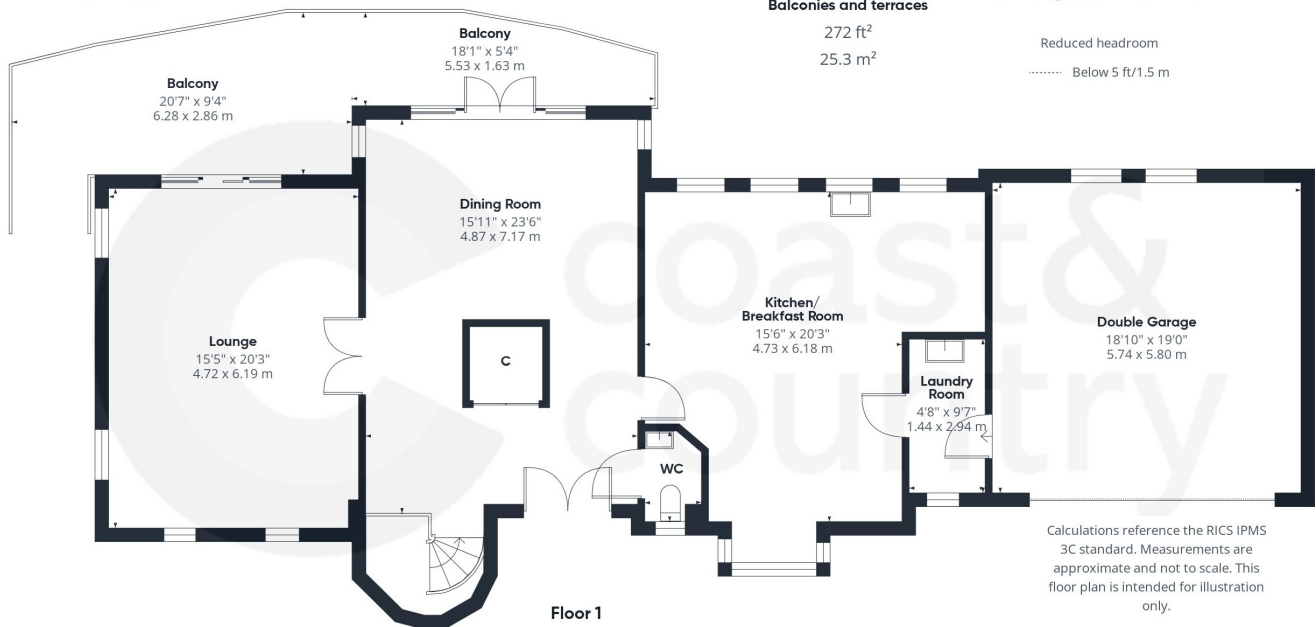 Balconies and terraces
272 ft²
25.3 m²
Reduced headroom
Below 5 ft/1.5 m
Balcony
18'1" x 5'4"
5.53 x 1.63 m
Balcony
20'7" x 9'4"
6.28 x 2.86 m
Dining Room
15'11" x 23'6"
4.87 x 7.17 m
Lounge
15'5" x 20'3"
4.72 x 6.19 m
C
Kitchen/
Breakfast Room
15'6" x 20'3"
4.73 x 6.18 m
Laundry
Room
4'8" x 9'7"
1.44 x 2.94 m
Double Garage
18'10" x 19'0"
5.74 x 5.80 m
WC
coast&
country
Calculations reference the RICS IPMS
3C standard. Measurements are
approximate and not to scale. This
floor plan is intended for illustration
only.
Floor 1